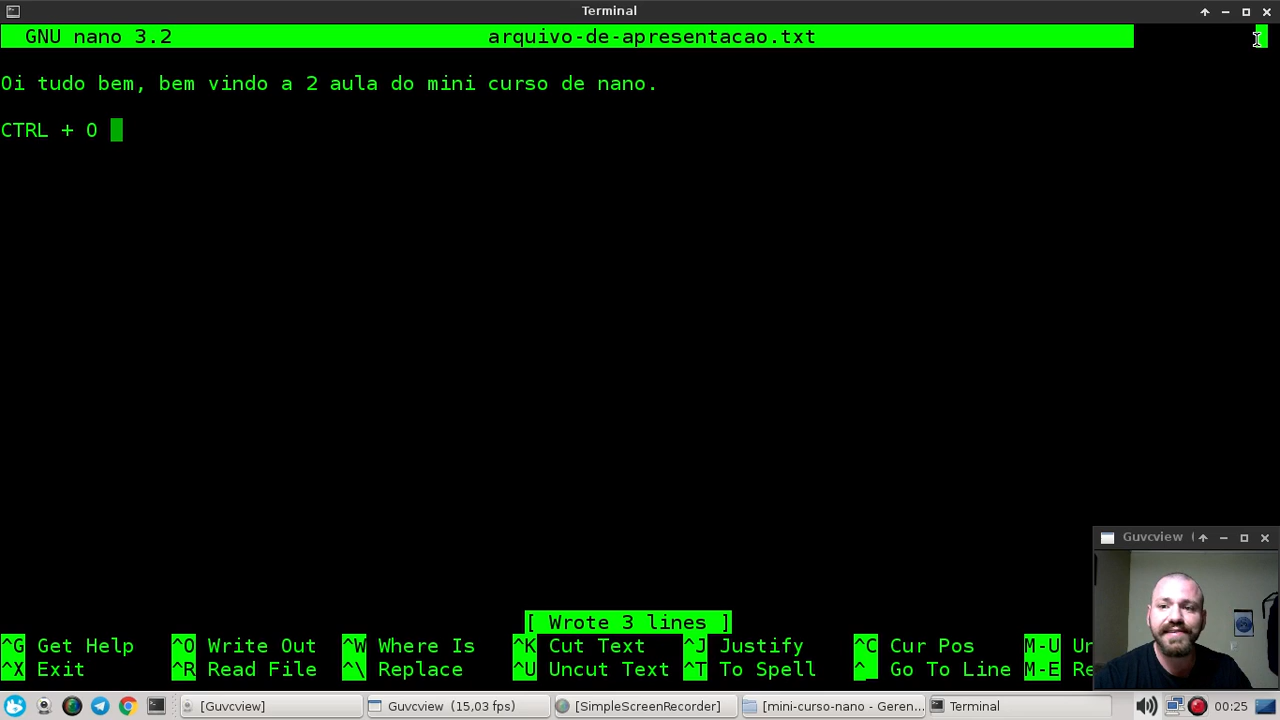 Terminal
GNU nano 3.2 arquivo-de-apresentacao.txt
Oi tudo bem, bem vindo a 2 aula do mini curso de nano.
CTRL + O
[ Wrote 3 lines ]
^G Get Help ^O Write Out ^W Where Is ^K Cut Text ^J Justify ^C Cur Pos M-U Un
^X Exit ^R Read File ^\ Replace ^U Uncut Text ^T To Spell ^_ Go To Line M-E Re
Guvcview (
[Guvcview] Guvcview (15,03 fps) [SimpleScreenRecorder] [mini-curso-nano - Geren... Terminal 00:25